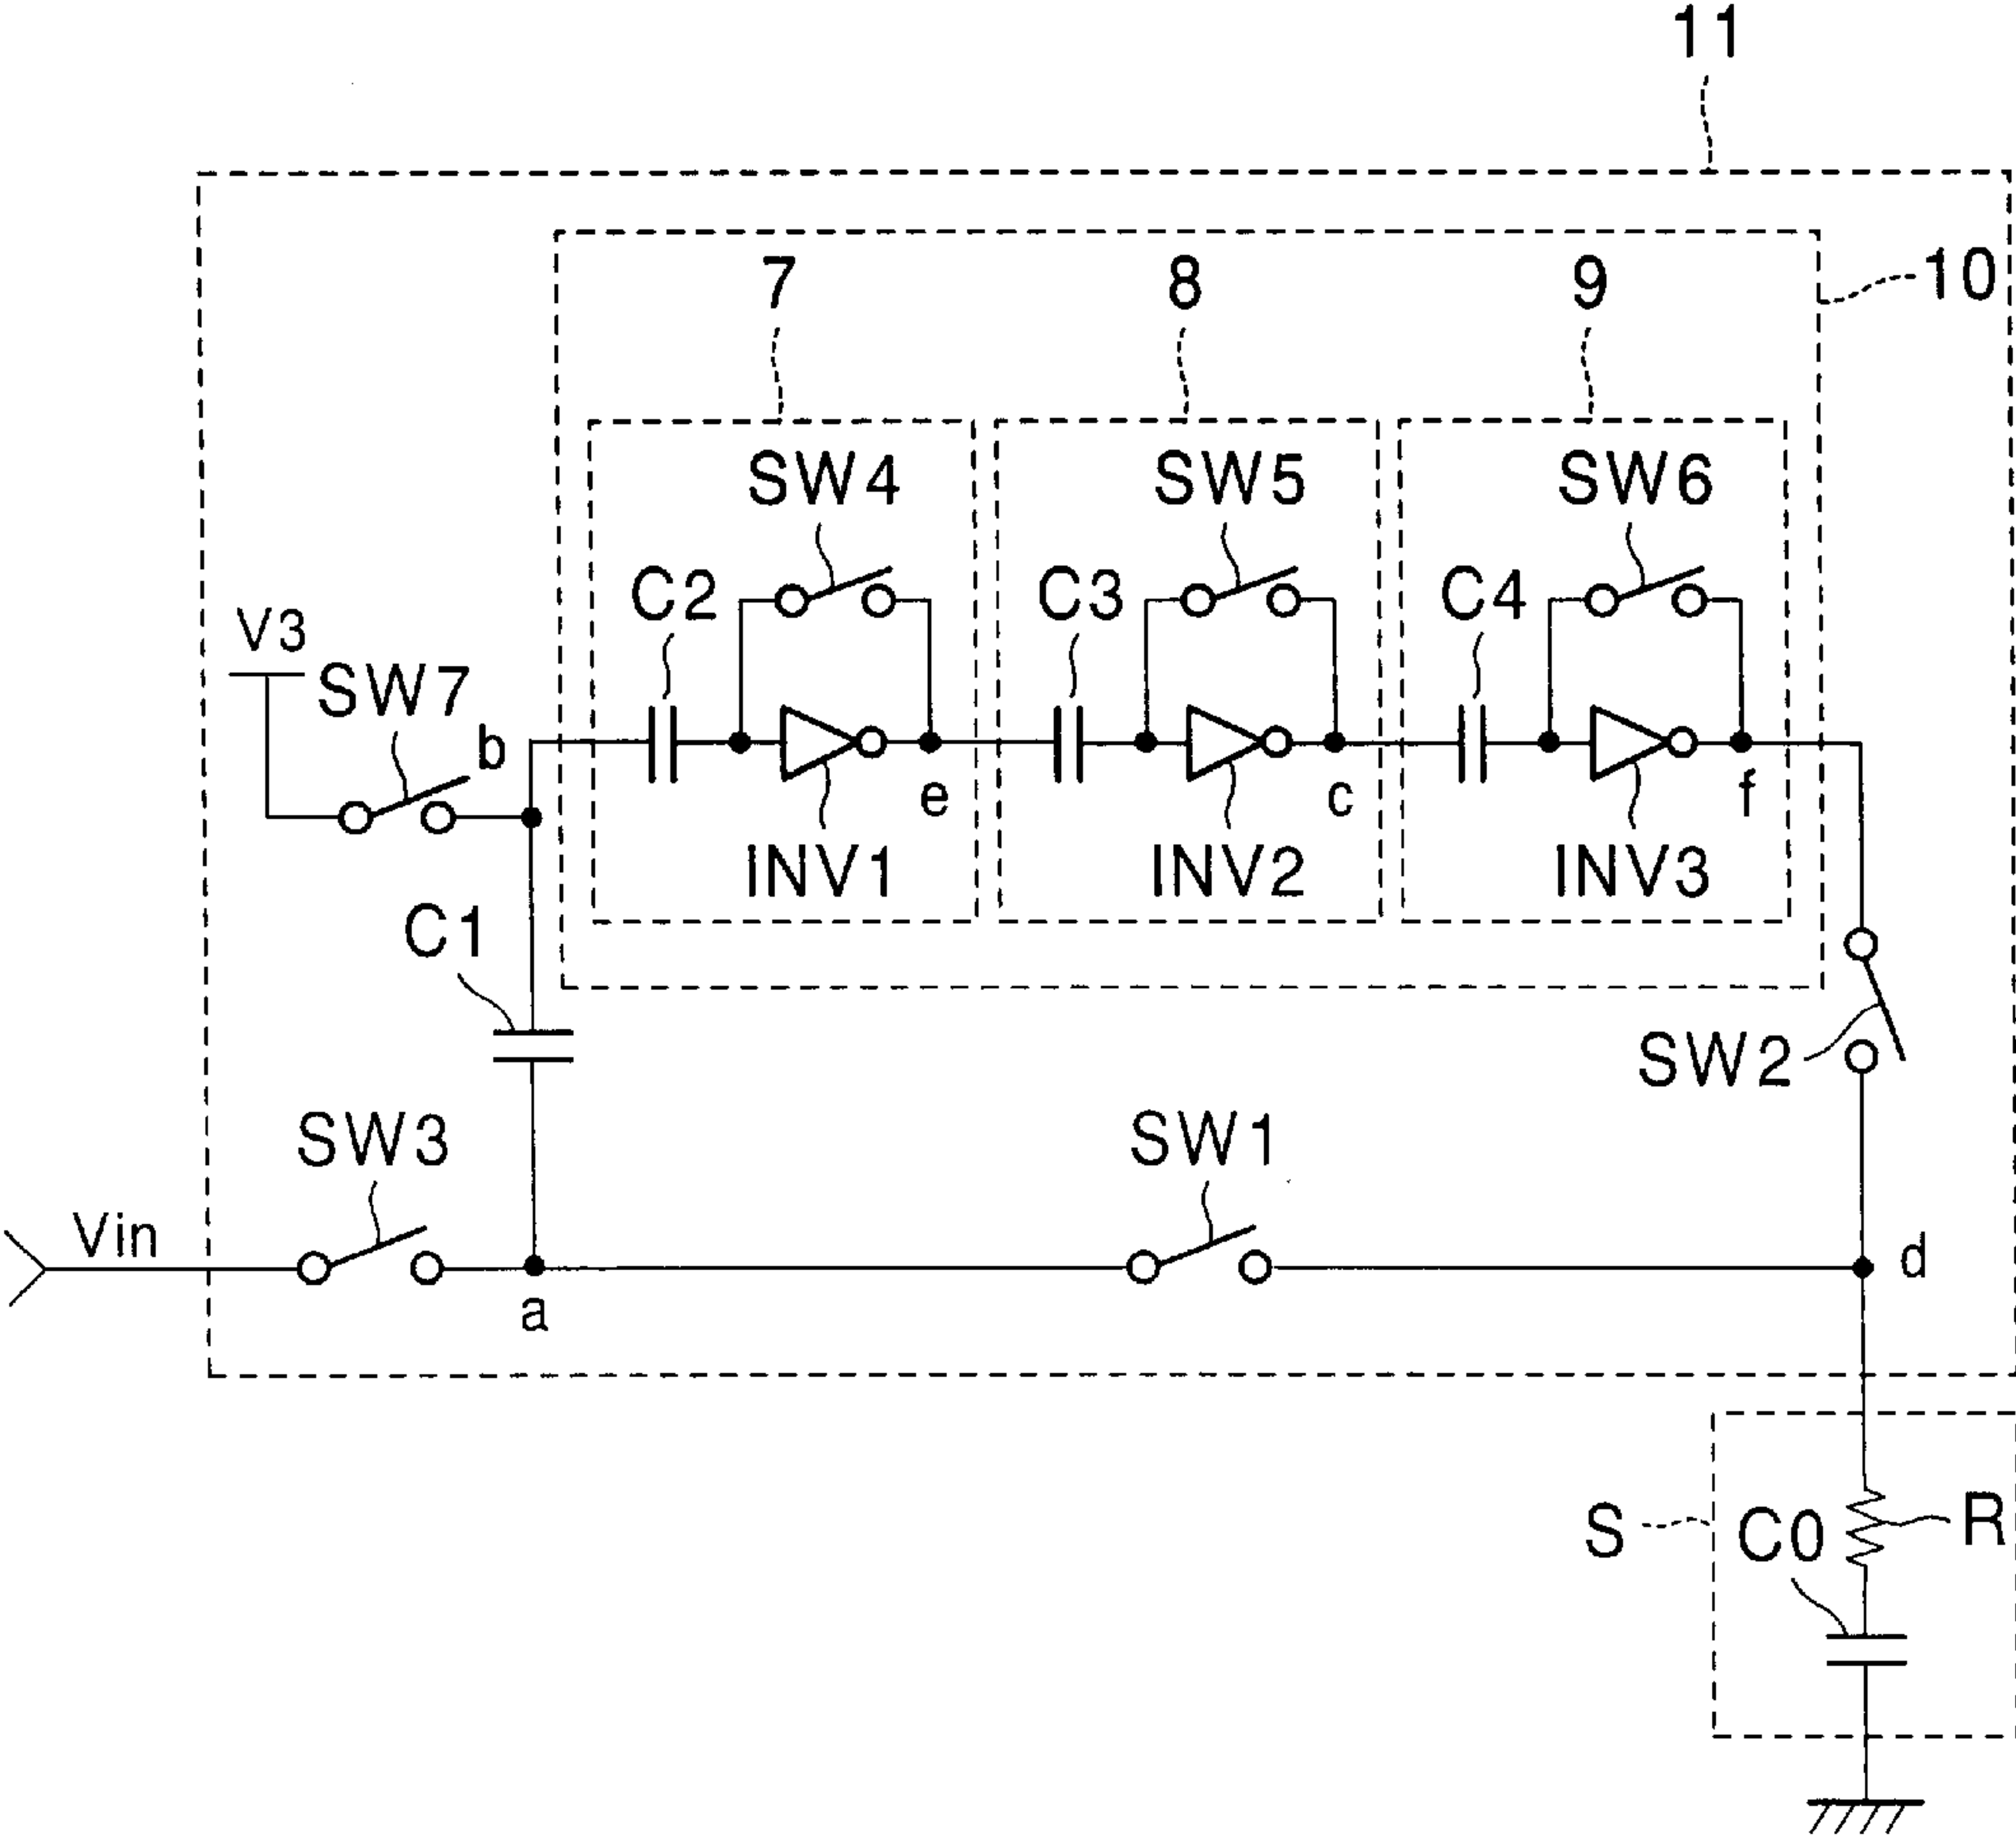 11
10
7 8 9
SW4 SW5 SW6
C2 C3 C4
V3
SW7
b
e c f
INV1 INV2 INV3
C1
SW2
SW3 SW1
Vin
d
a
S C0 R